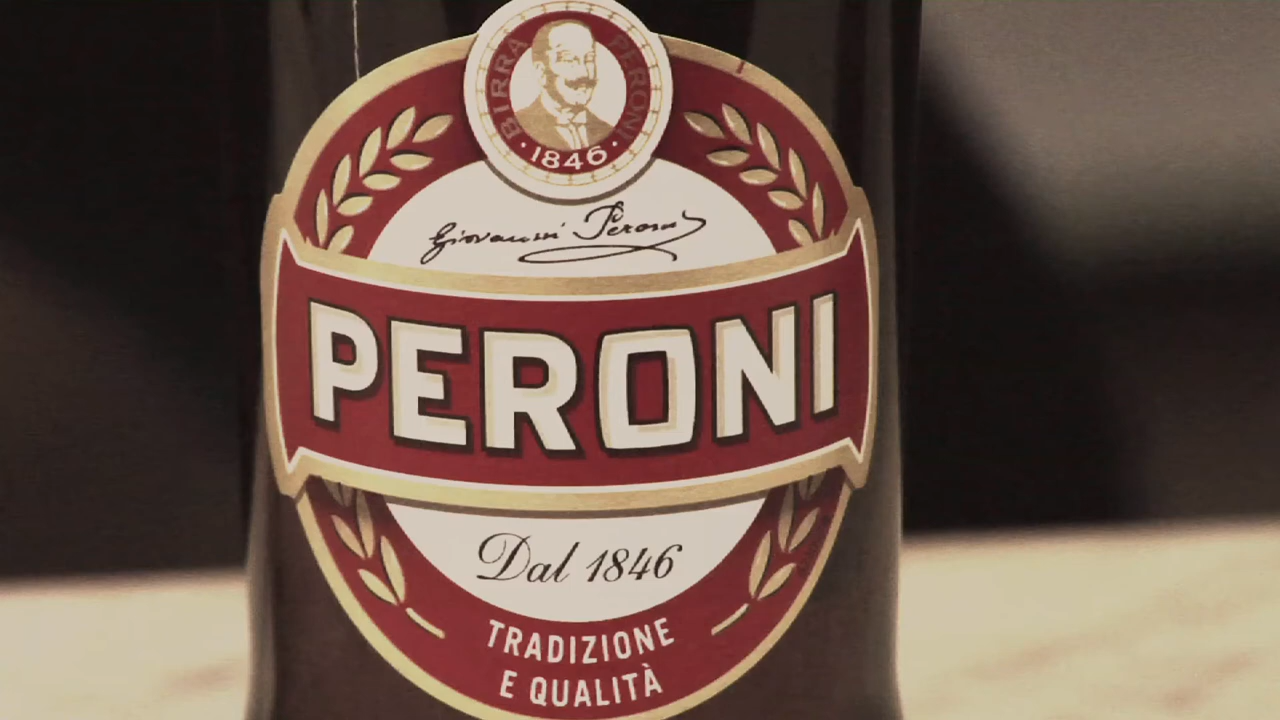 BIRRA PERONI
· 1846 ·
Giovanni Peroni
PERONI
Dal 1846
TRADIZIONE
E QUALITÀ